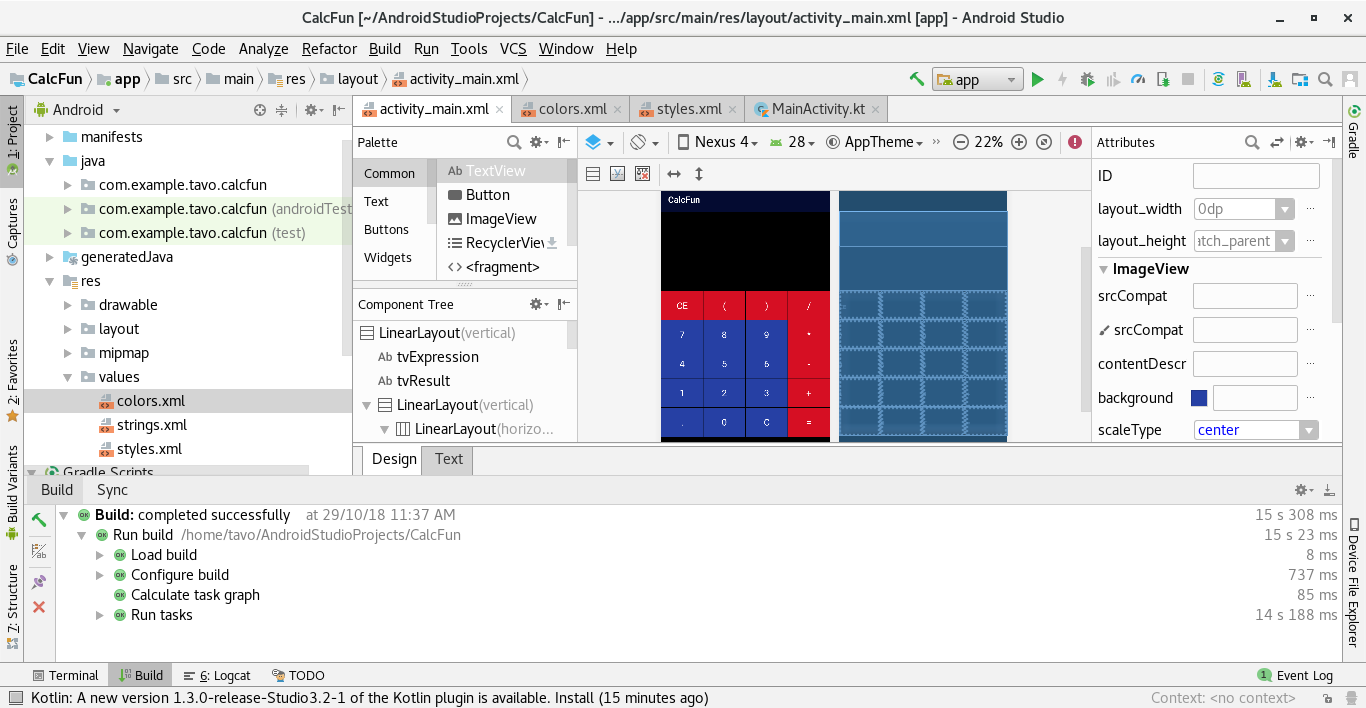 CalcFun [~/AndroidStudioProjects/CalcFun] - .../app/src/main/res/layout/activity_main.xml [app] - Android Studio
File Edit View Navigate Code Analyze Refactor Build Run Tools VCS Window Help
CalcFun app src main res layout activity_main.xml app
1: Project
Captures
2: Favorites
Build Variants
7: Structure
Android
manifests
java
com.example.tavo.calcfun
com.example.tavo.calcfun (androidTest
com.example.tavo.calcfun (test)
generatedJava
res
drawable
layout
mipmap
values
colors.xml
strings.xml
styles.xml
Gradle Scripts
activity_main.xml colors.xml styles.xml MainActivity.kt
Palette
Common
Text
Buttons
Widgets
Ab TextView
Button
ImageView
RecyclerVie
<> <fragment>
Component Tree
LinearLayout(vertical)
Ab tvExpression
Ab tvResult
LinearLayout(vertical)
LinearLayout(horizo...
Nexus 4 28 AppTheme 22%
CalcFun
CE ( ) /
7 8 9 *
4 5 6 -
1 2 3 +
. 0 C =
Attributes
ID
layout_width 0dp ...
layout_height atch_parent ...
ImageView
srcCompat ...
srcCompat ...
contentDescr ...
background ...
scaleType center
Gradle
Device File Explorer
Design Text
Build Sync
Build: completed successfully at 29/10/18 11:37 AM 15 s 308 ms
Run build /home/tavo/AndroidStudioProjects/CalcFun 15 s 23 ms
Load build 8 ms
Configure build 737 ms
Calculate task graph 85 ms
Run tasks 14 s 188 ms
Terminal Build 6: Logcat TODO 1 Event Log
Kotlin: A new version 1.3.0-release-Studio3.2-1 of the Kotlin plugin is available. Install (15 minutes ago) Context: <no context>